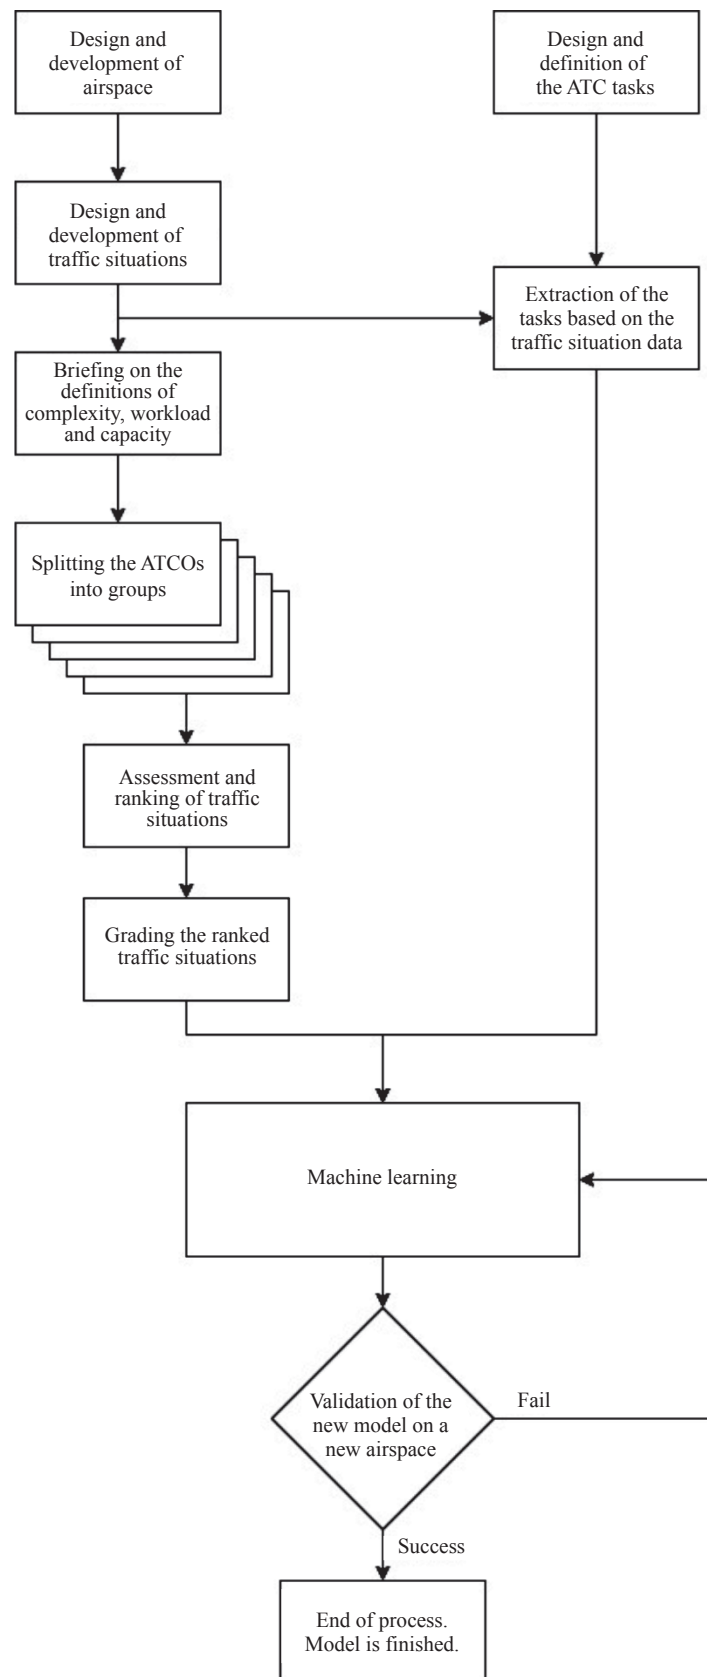 Design and
development of
airspace
Design and
definition of
the ATC tasks
Design and
development of
traffic situations
Extraction of the
tasks based on the
traffic situation data
Briefing on the
definitions of
complexity, workload
and capacity
Splitting the ATCOs
into groups
Assessment and
ranking of traffic
situations
Grading the ranked
traffic situations
Machine learning
Validation of the
new model on a
new airspace
Fail
Success
End of process.
Model is finished.